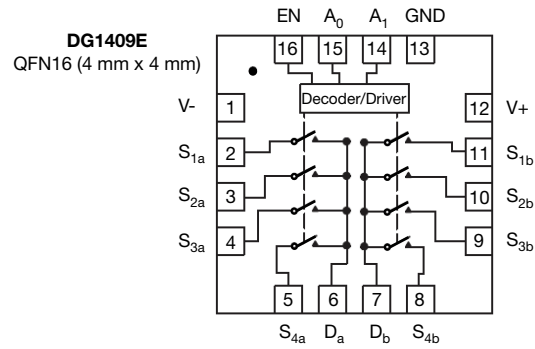 EN A0 A1 GND
DG1409E
QFN16 (4 mm x 4 mm)
16 15 14 13
Decoder/Driver
V- 1 12 V+
S1a 2 11 S1b
S2a 3 10 S2b
S3a 4 9 S3b
5 6 7 8
S4a Da Db S4b